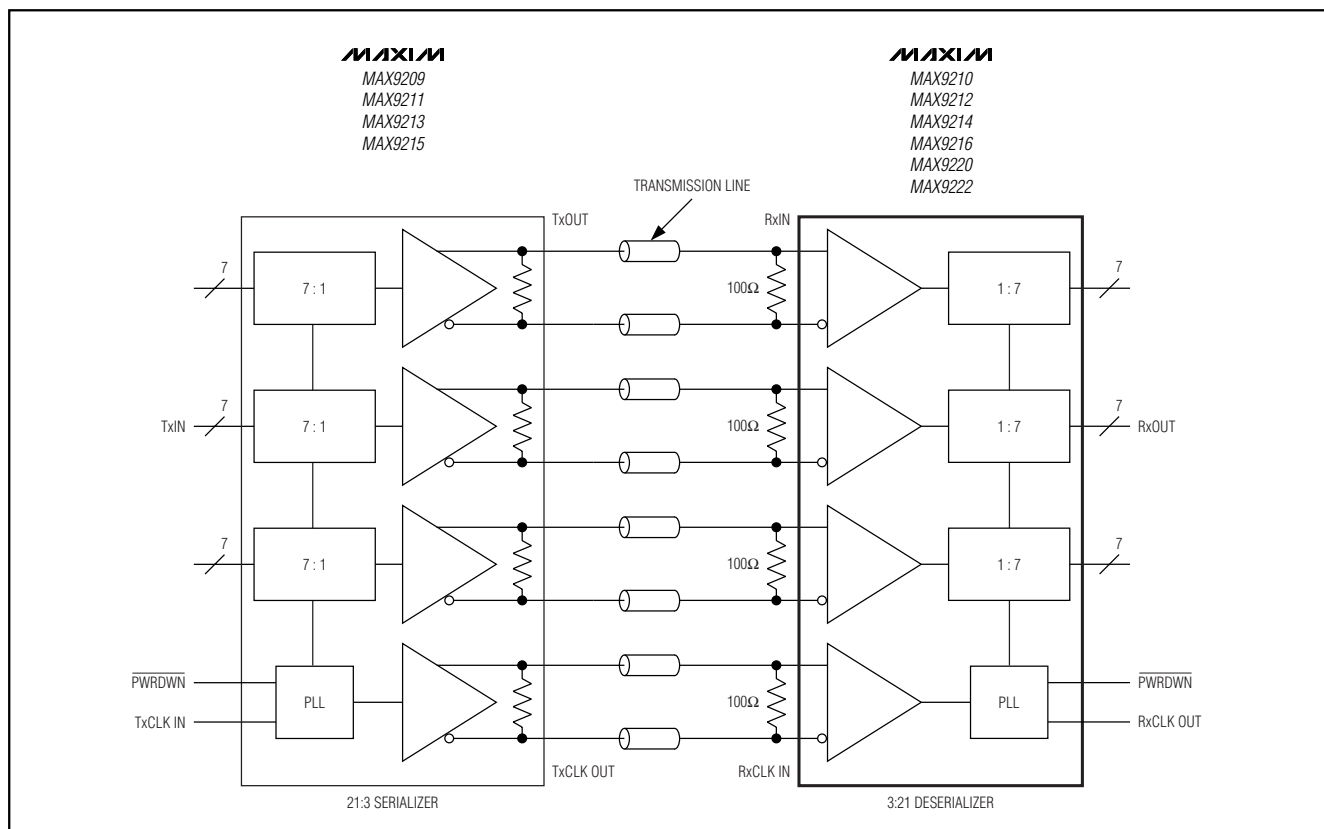 MAXIM
MAX9209
MAX9211
MAX9213
MAX9215
MAXIM
MAX9210
MAX9212
MAX9214
MAX9216
MAX9220
MAX9222
TRANSMISSION LINE
TxOUT
RxIN
7
7 : 1
100Ω
1 : 7
7
TxIN
7
7 : 1
100Ω
1 : 7
7
RxOUT
7
7 : 1
100Ω
1 : 7
7
PWRDWN
TxCLK IN
PLL
100Ω
PLL
PWRDWN
RxCLK OUT
TxCLK OUT
RxCLK IN
21:3 SERIALIZER
3:21 DESERIALIZER